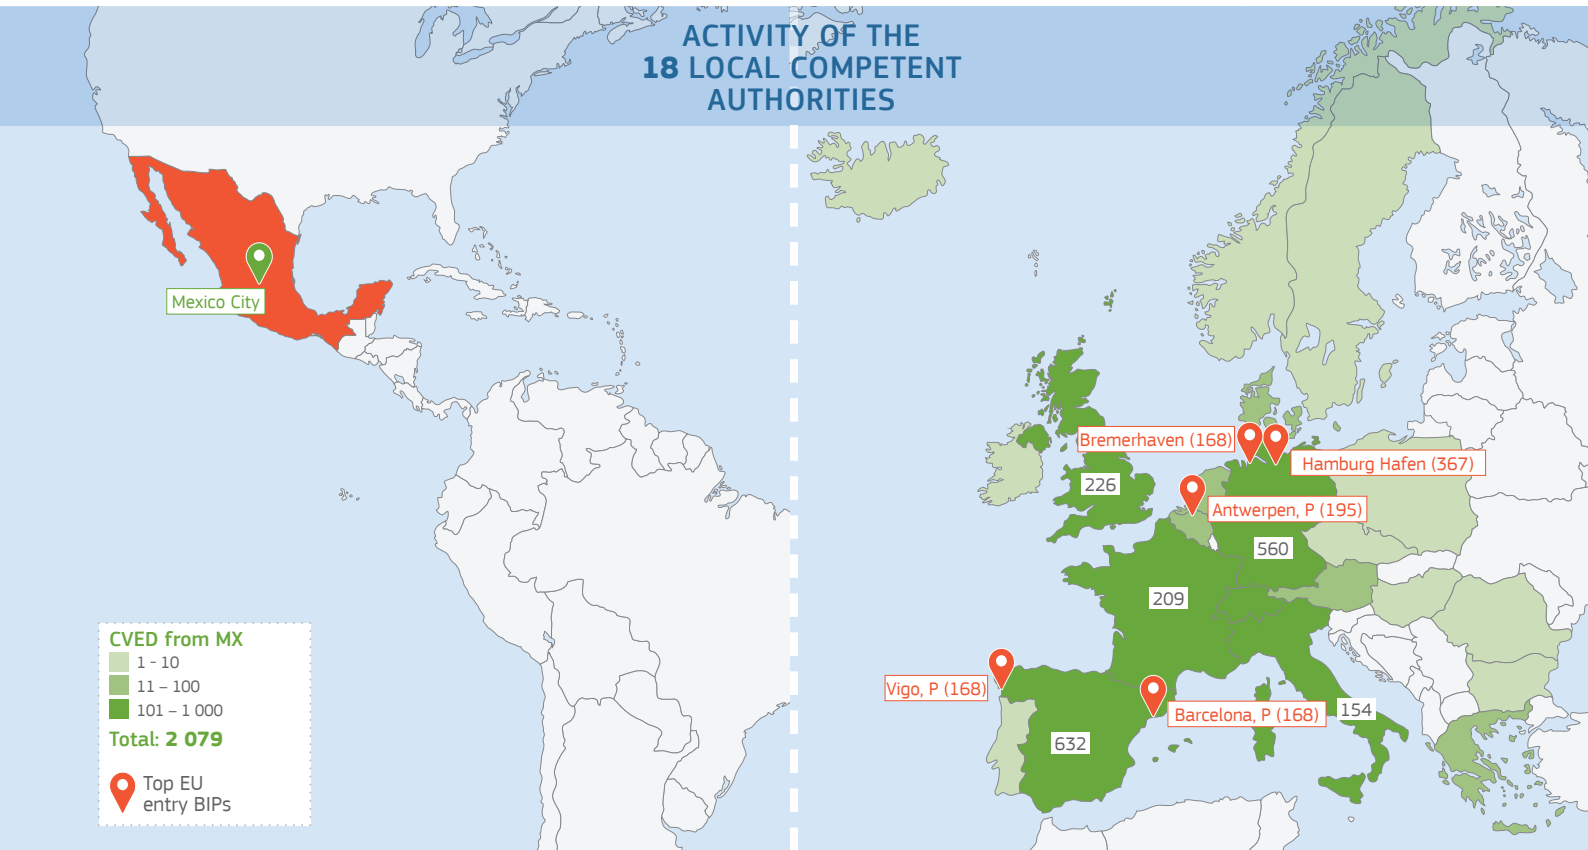 ACTIVITY OF THE
18 LOCAL COMPETENT
AUTHORITIES
Mexico City
Bremerhaven (168)
Hamburg Hafen (367)
226
Antwerpen, P (195)
560
209
Vigo, P (168)
Barcelona, P (168)
154
632
CVED from MX
1 - 10
11 – 100
101 – 1 000
Total: 2 079
Top EU
entry BIPs